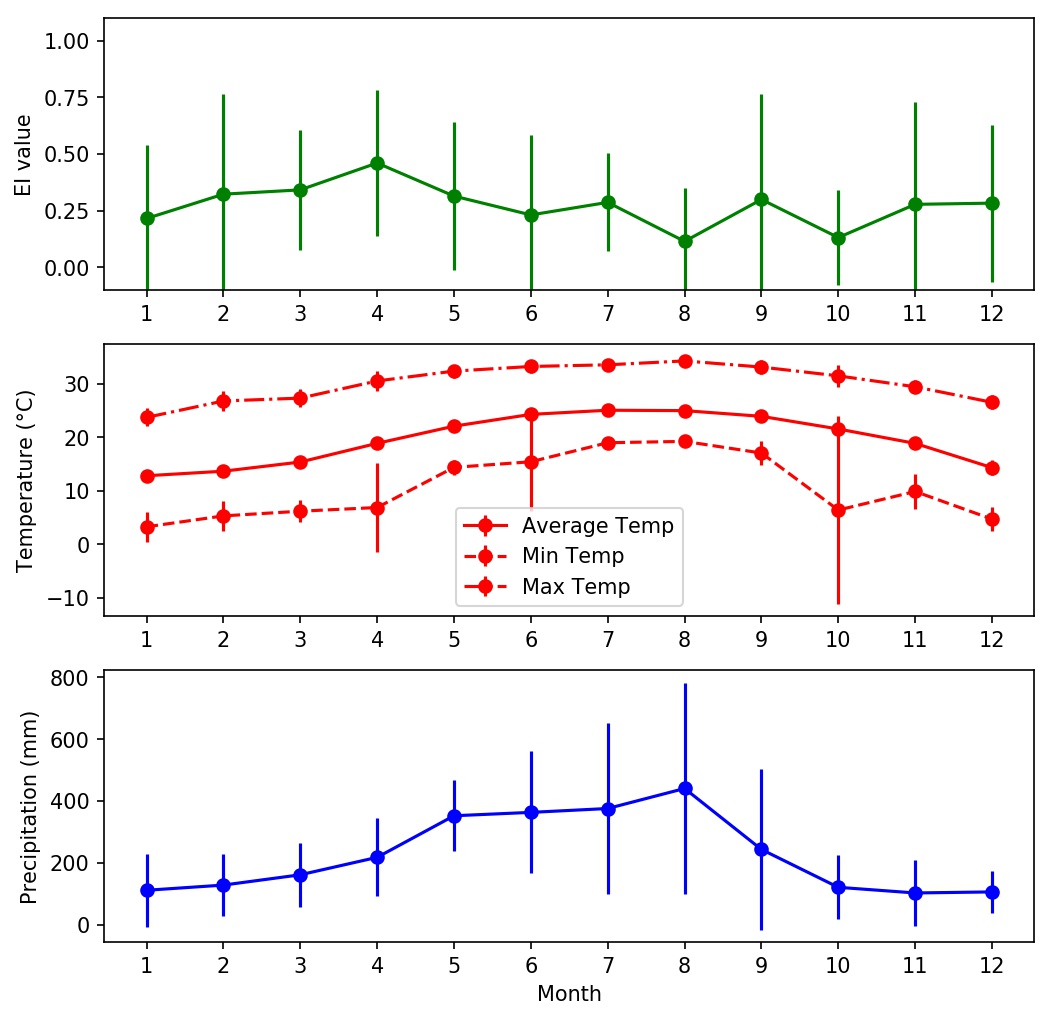 EI value
1.00
0.75
0.50
0.25
0.00
1 2 3 4 5 6 7 8 9 10 11 12
Temperature (°C)
30
20
10
0
−10
Average Temp
Min Temp
Max Temp
1 2 3 4 5 6 7 8 9 10 11 12
Precipitation (mm)
800
600
400
200
0
1 2 3 4 5 6 7 8 9 10 11 12
Month